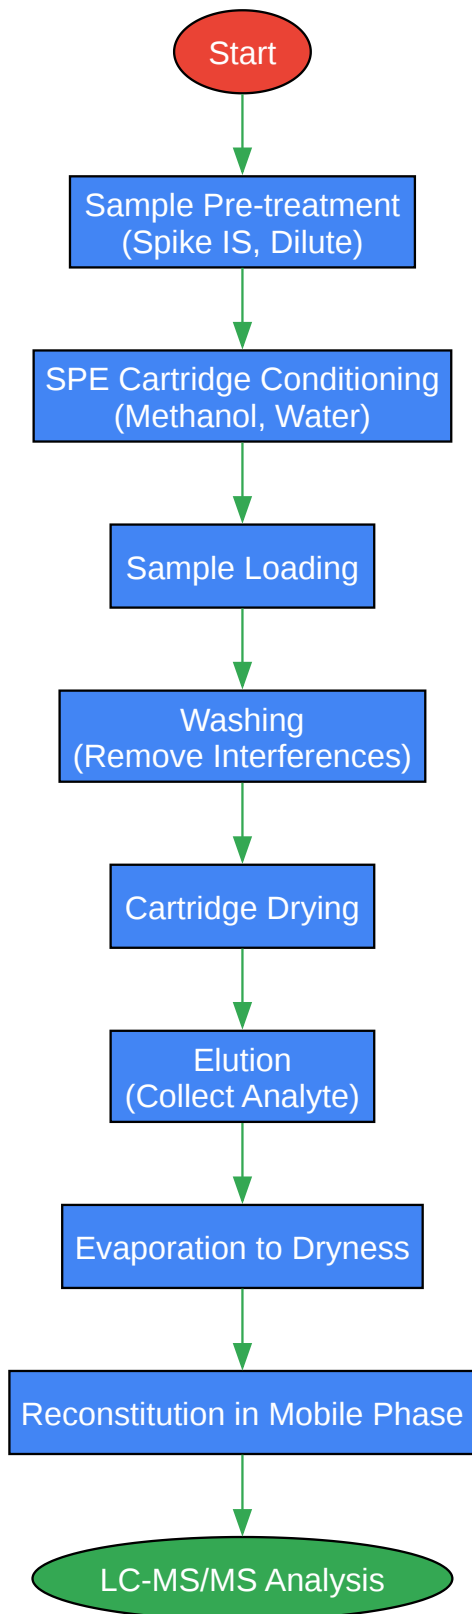 Start
Sample Pre-treatment
(Spike IS, Dilute)
SPE Cartridge Conditioning
(Methanol, Water)
Sample Loading
Washing
(Remove Interferences)
Cartridge Drying
Elution
(Collect Analyte)
Evaporation to Dryness
Reconstitution in Mobile Phase
LC-MS/MS Analysis